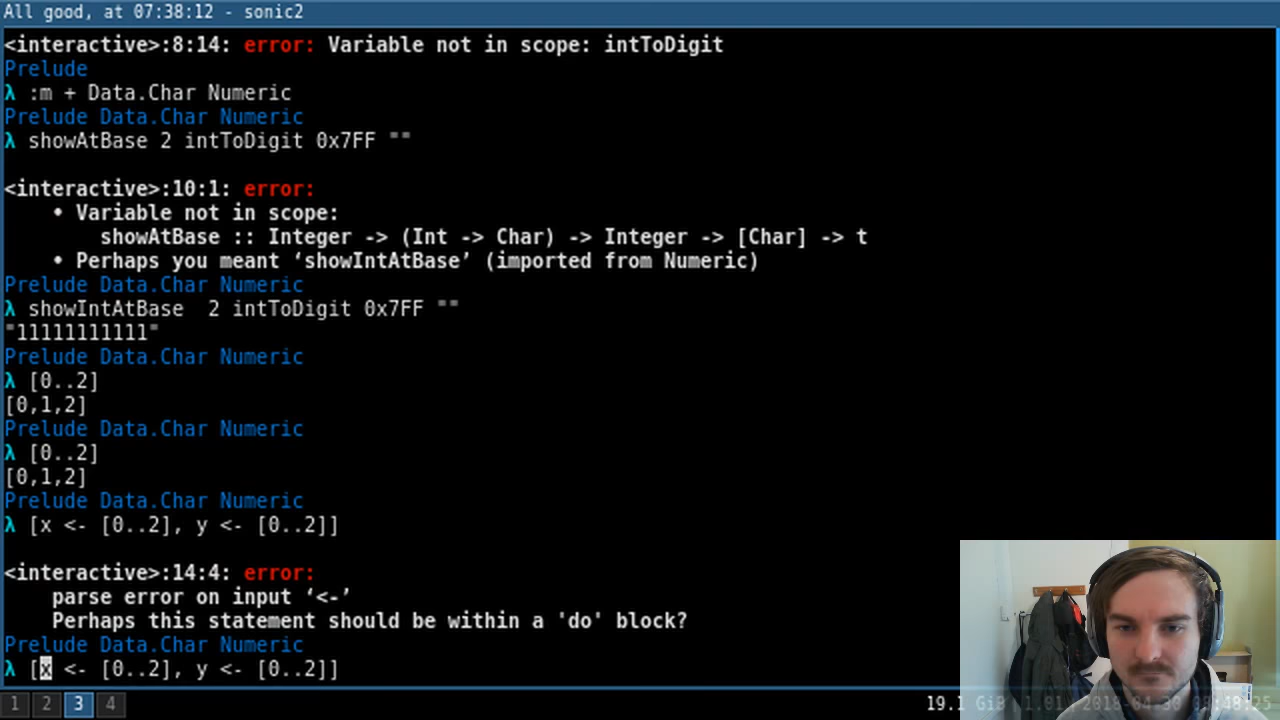 All good, at 07:38:12 - sonic2
<interactive>:8:14: error: Variable not in scope: intToDigit
Prelude
λ :m + Data.Char Numeric
Prelude Data.Char Numeric
λ showAtBase 2 intToDigit 0x7FF ""
<interactive>:10:1: error:
• Variable not in scope:
showAtBase :: Integer -> (Int -> Char) -> Integer -> [Char] -> t
• Perhaps you meant ‘showIntAtBase’ (imported from Numeric)
Prelude Data.Char Numeric
λ showIntAtBase  2 intToDigit 0x7FF ""
"11111111111"
Prelude Data.Char Numeric
λ [0..2]
[0,1,2]
Prelude Data.Char Numeric
λ [0..2]
[0,1,2]
Prelude Data.Char Numeric
λ [x <- [0..2], y <- [0..2]]
<interactive>:14:4: error:
parse error on input ‘<-’
Perhaps this statement should be within a 'do' block?
Prelude Data.Char Numeric
λ [x <- [0..2], y <- [0..2]]
1 2 3 4 19.1 GiB 1.01 2018-04-30